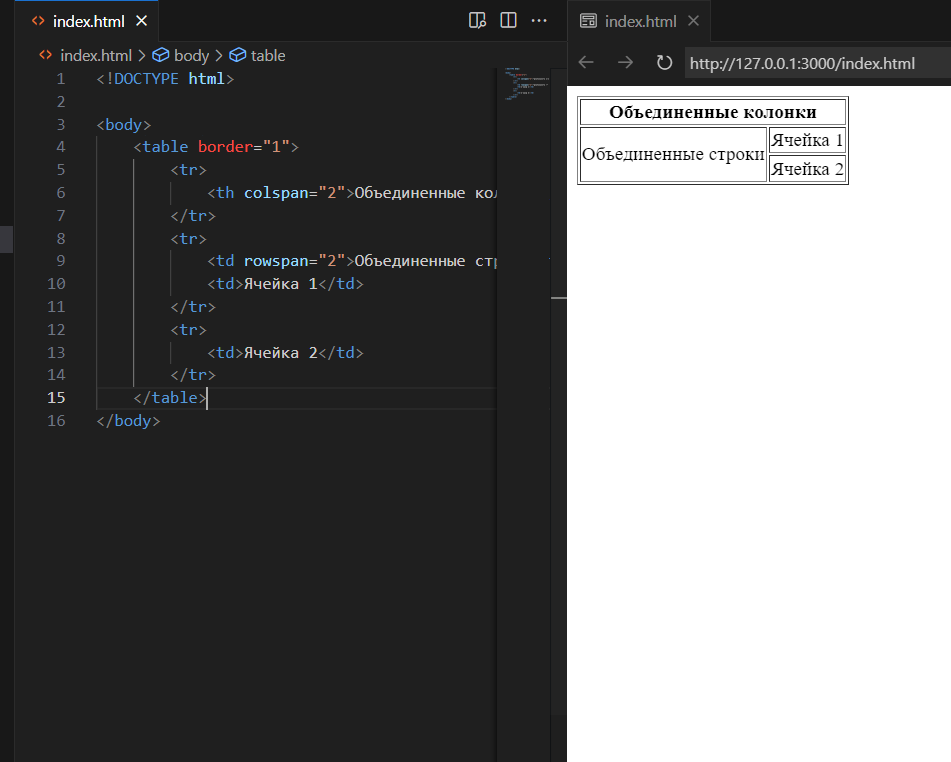 index.html
index.html > body > table
1 <!DOCTYPE html>
2
3 <body>
4 <table border="1">
5 <tr>
6 <th colspan="2">Объединенные
7 </tr>
8 <tr>
9 <td rowspan="2">Объединенные
10 <td>Ячейка 1</td>
11 </tr>
12 <tr>
13 <td>Ячейка 2</td>
14 </tr>
15 </table>
16 </body>
index.html
http://127.0.0.1:3000/index.html
Объединенные колонки
Объединенные строки
Ячейка 1
Ячейка 2